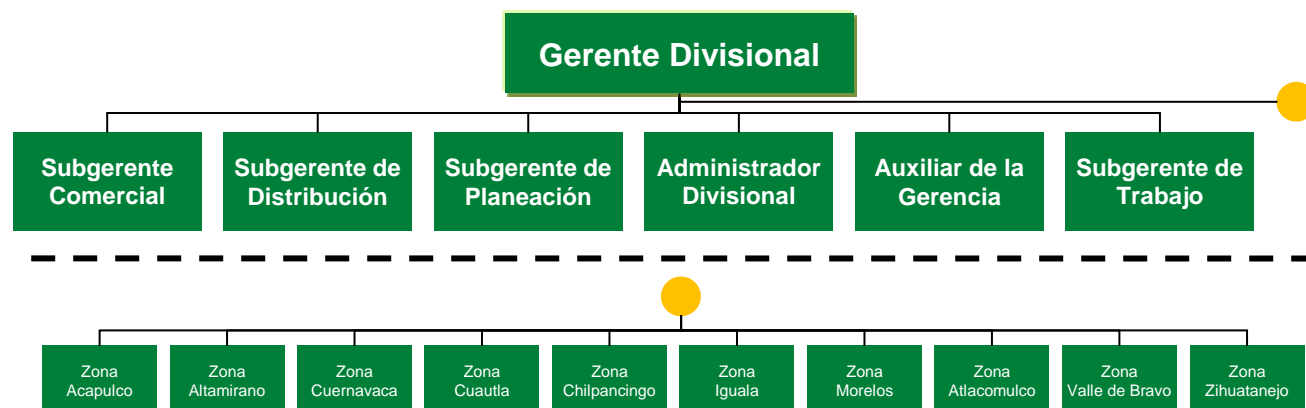 Gerente Divisional
Subgerente
Comercial
Subgerente de
Distribución
Subgerente de
Planeación
Administrador
Divisional
Auxiliar de la
Gerencia
Subgerente de
Trabajo
Zona
Acapulco
Zona
Altamirano
Zona
Cuernavaca
Zona
Cuautla
Zona
Chilpancingo
Zona
Iguala
Zona
Morelos
Zona
Atlacomulco
Zona
Valle de Bravo
Zona
Zihuatanejo